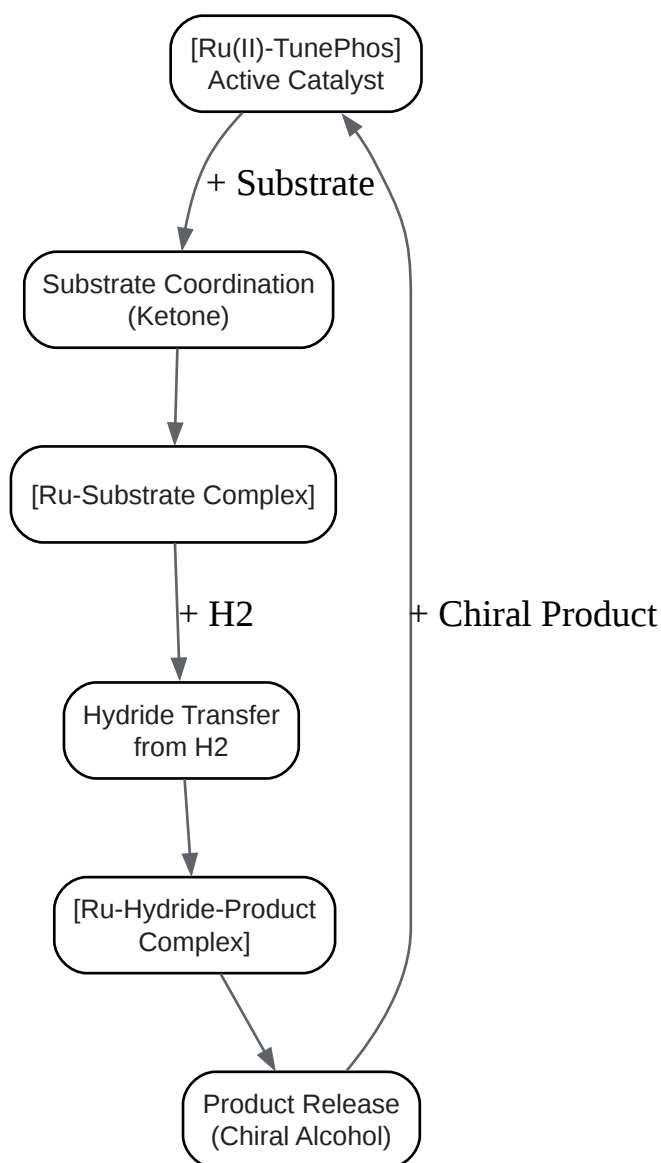 [Ru(II)-TunePhos]
Active Catalyst
+ Substrate
Substrate Coordination
(Ketone)
[Ru-Substrate Complex]
+ H2
+ Chiral Product
Hydride Transfer
from H2
[Ru-Hydride-Product
Complex]
Product Release
(Chiral Alcohol)